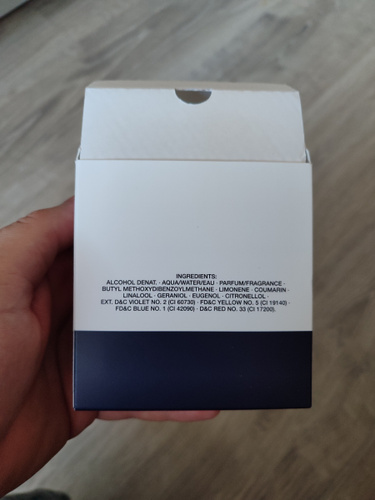 INGREDIENTS:
ALCOHOL DENAT. · AQUA/WATER/EAU · PARFUM/FRAGRANCE ·
BUTYL METHOXYDIBENZOYLMETHANE · LIMONENE · COUMARIN ·
LINALOOL · GERANIOL · EUGENOL · CITRONELLOL ·
EXT. D&C VIOLET NO. 2 (CI 60730) · FD&C YELLOW NO. 5 (CI 19140) ·
FD&C BLUE NO. 1 (CI 42090) · D&C RED NO. 33 (CI 17200).